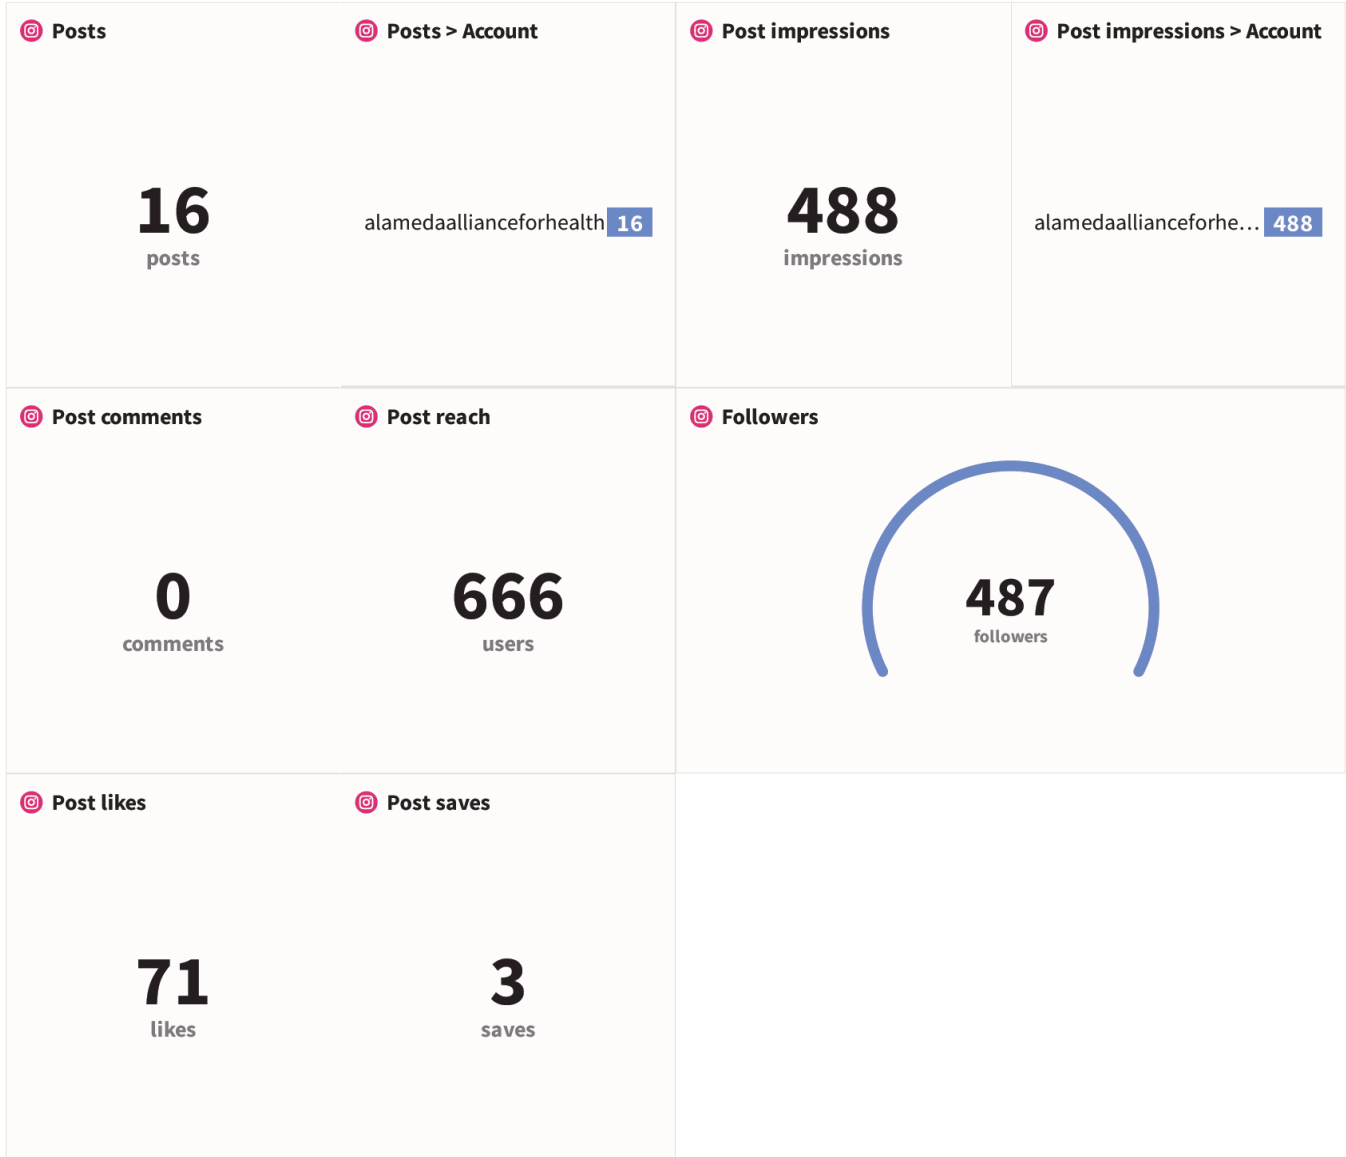 Posts
16
posts
Posts > Account
alamedaallianceforhealth 16
Post impressions
488
impressions
Post impressions > Account
alamedaallianceforhe... 488
Post comments
0
comments
Post reach
666
users
Followers
487
followers
Post likes
71
likes
Post saves
3
saves